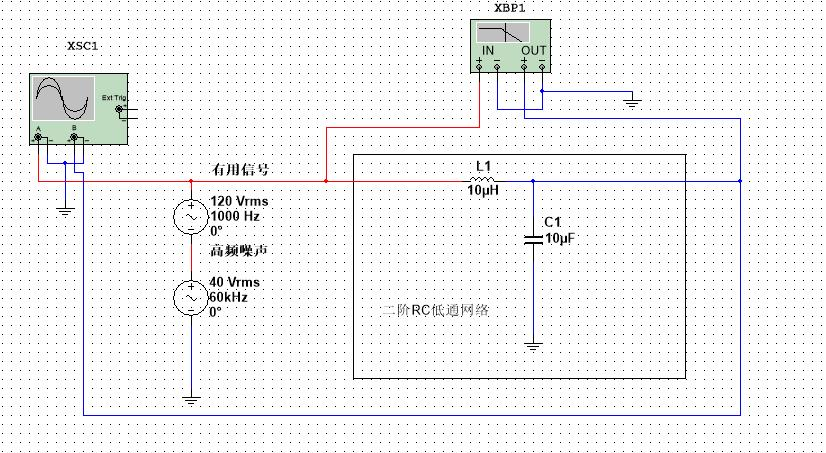 XBP1
XSC1
IN OUT
Ext Trig
A B
有用信号
L1
10µH
120 Vrms
1000 Hz
0°
C1
10µF
高频噪声
40 Vrms
60kHz
0°
二阶RC低通网络